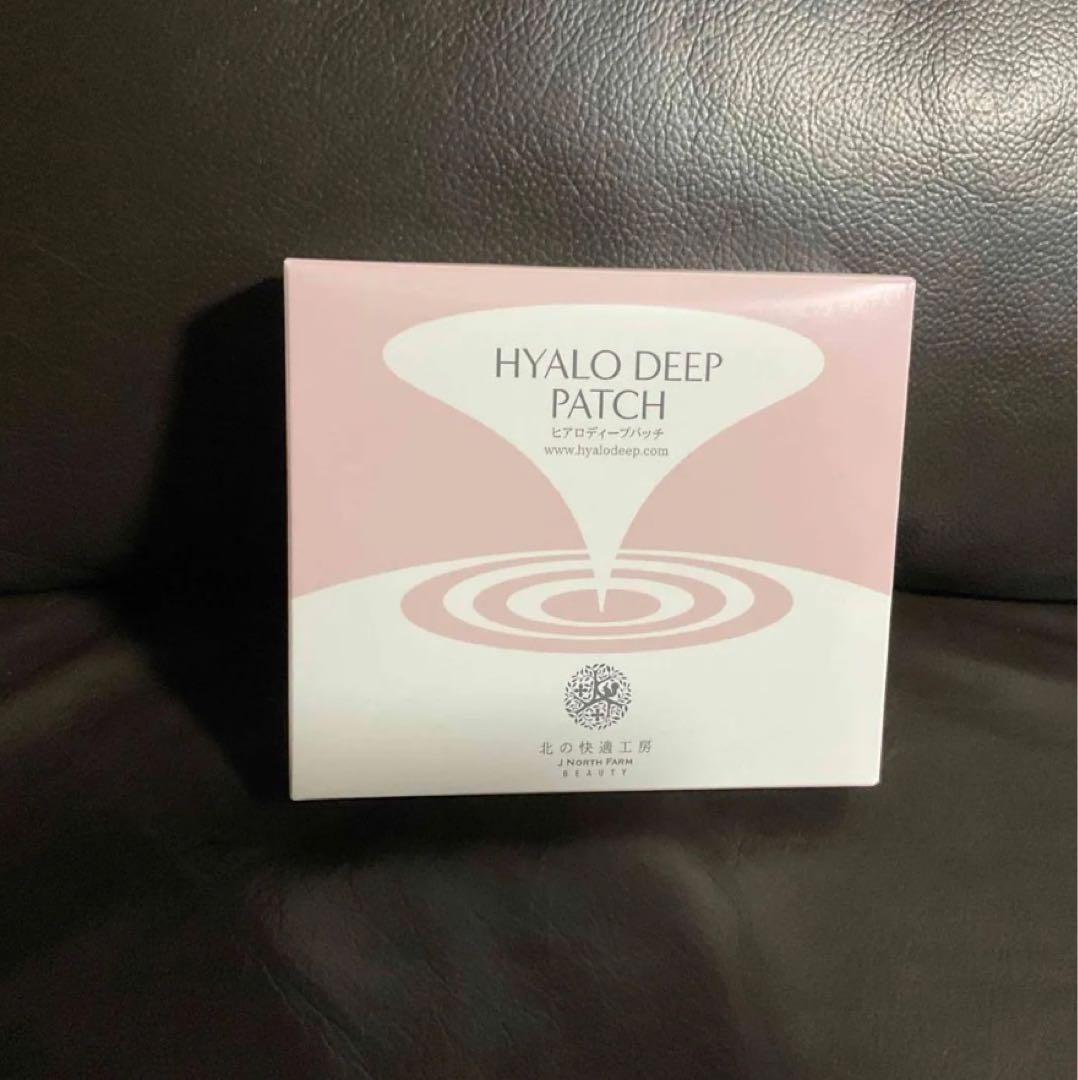 HYALO DEEP
PATCH
ヒアロディープパッチ
www.hyalodeep.com
北の快適工房
J NORTH FARM
BEAUTY